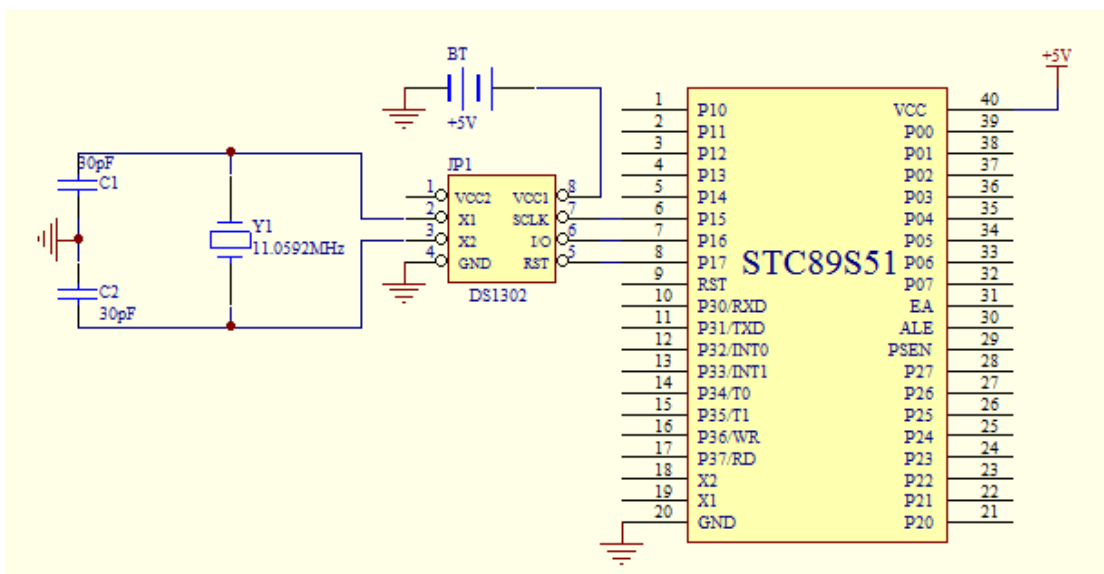 BT
+5V
+5V
30pF
C1
C2
30pF
Y1
11.0592MHz
JP1
1 VCC2 VCC1 8
2 X1 SCLK 7
3 X2 I/O 6
4 GND RST 5
DS1302
STC89S51
1 P10 VCC 40
2 P11 P00 39
3 P12 P01 38
4 P13 P02 37
5 P14 P03 36
6 P15 P04 35
7 P16 P05 34
8 P17 P06 33
9 RST P07 32
10 P30/RXD EA 31
11 P31/TXD ALE 30
12 P32/INT0 PSEN 29
13 P33/INT1 P27 28
14 P34/T0 P26 27
15 P35/T1 P25 26
16 P36/WR P24 25
17 P37/RD P23 24
18 X2 P22 23
19 X1 P21 22
20 GND P20 21